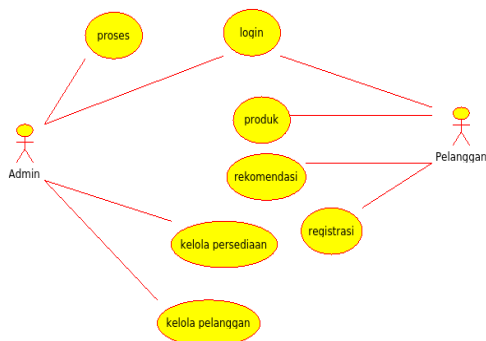 proses
login
produk
Admin
Pelanggan
rekomendasi
registrasi
kelola persediaan
kelola pelanggan